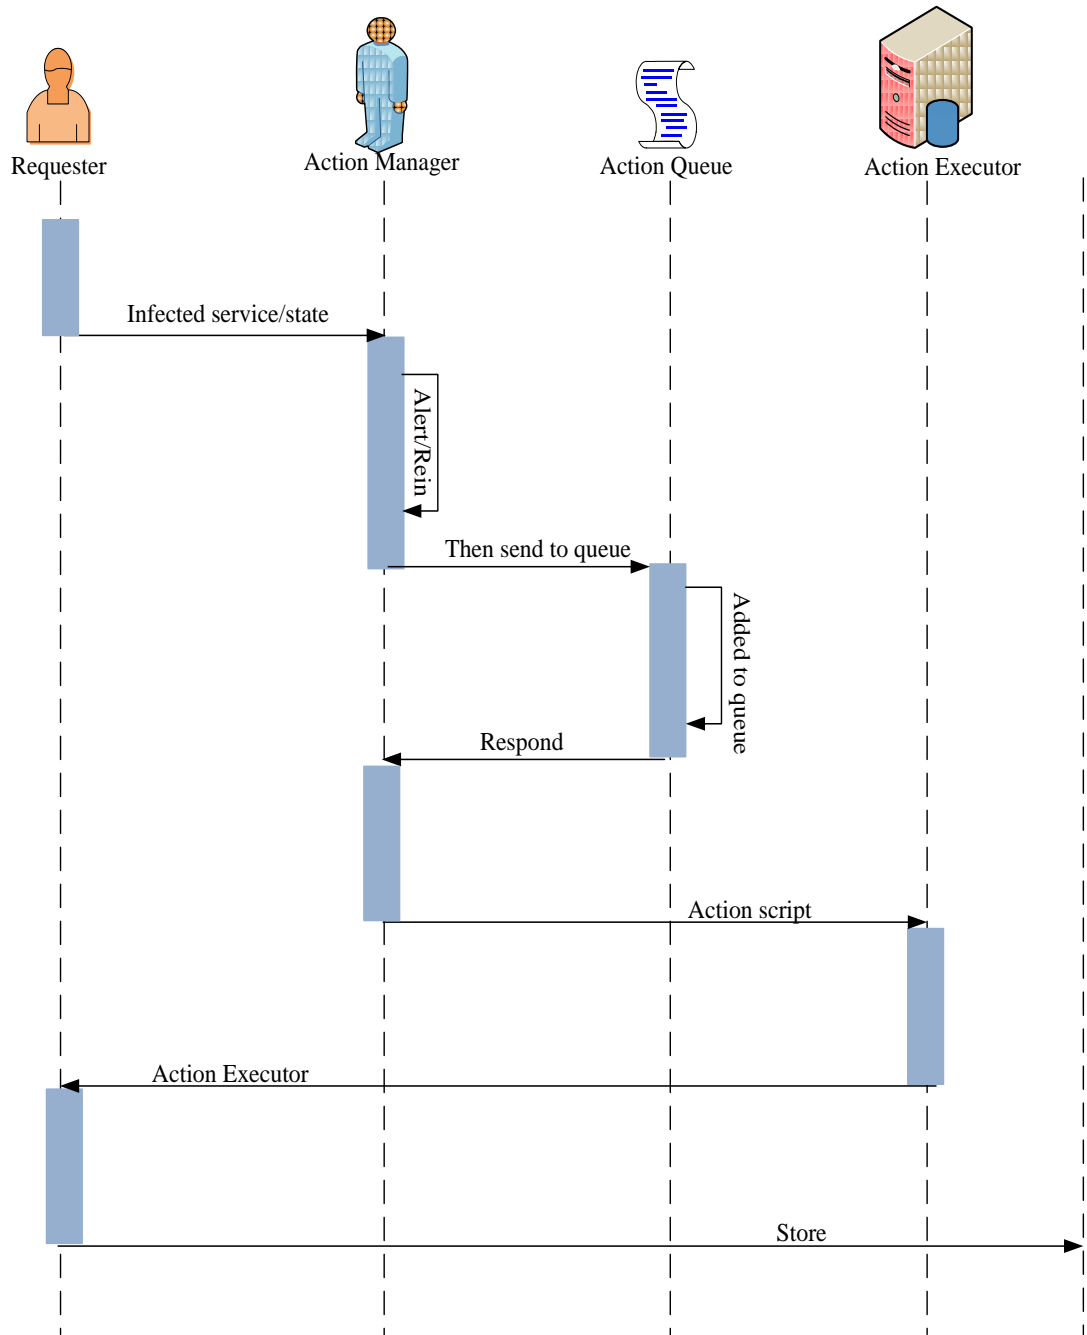 Requester
Action Manager
Action Queue
Action Executor
Infected service/state
Alert/Rein
Then send to queue
Added to queue
Respond
Action script
Action Executor
Store